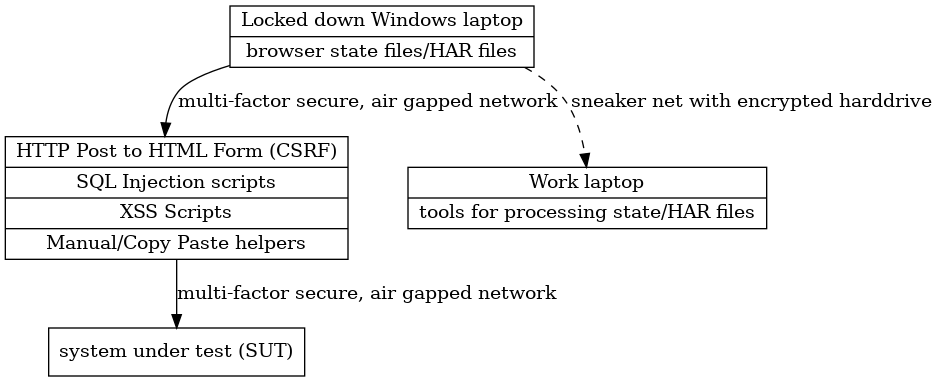 Locked down Windows laptop
browser state files/HAR files
multi-factor secure, air gapped network
sneaker net with encrypted harddrive
HTTP Post to HTML Form (CSRF)
SQL Injection scripts
XSS Scripts
Manual/Copy Paste helpers
Work laptop
tools for processing state/HAR files
multi-factor secure, air gapped network
system under test (SUT)